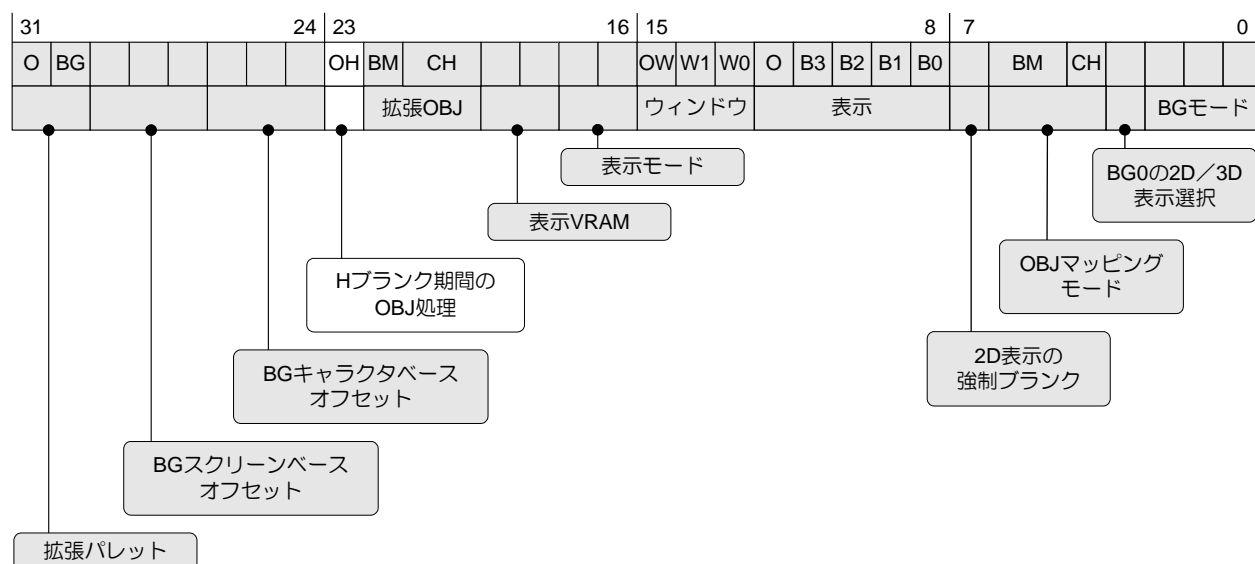 31 24 23 16 15 8 7 0
O BG OH BM CH OW W1 W0 O B3 B2 B1 B0 BM CH
拡張OBJ ウィンドウ 表示 BGモード
表示モード
BG0の2D／3D
表示選択
表示VRAM
Hブランク期間の
OBJ処理
OBJマッピング
モード
BGキャラクタベース
オフセット
2D表示の
強制ブランク
BGスクリーンベース
オフセット
拡張パレット